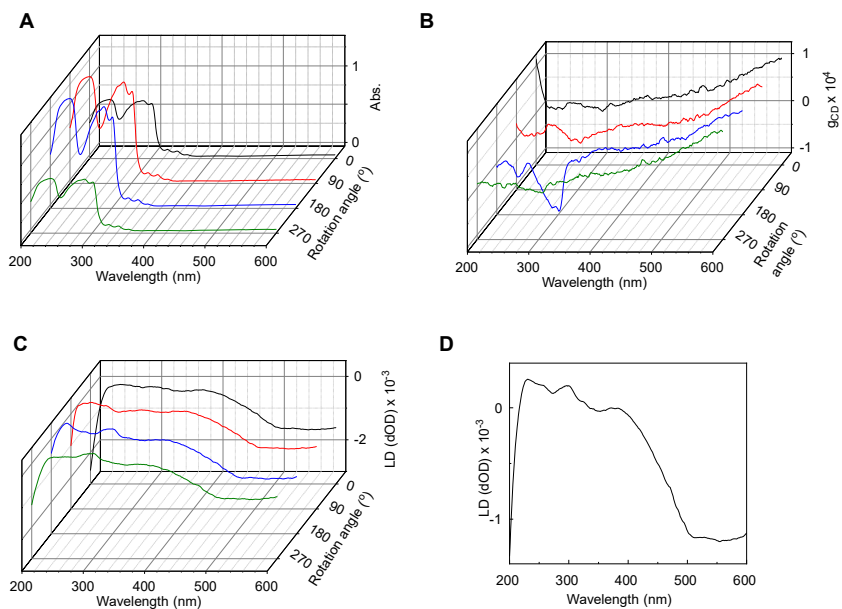 A
1
0
Abs.
0
90
180
270
Rotation angle (°)
200 300 400 500 600
Wavelength (nm)
B
1
0
-1
g_CD x 10⁴
0
90
180
270
Rotation
angle (°)
200 300 400 500 600
Wavelength (nm)
C
0
-2
LD (dOD) x 10⁻³
0
90
180
270
Rotation angle (°)
200 300 400 500 600
Wavelength (nm)
D
0
-1
LD (dOD) x 10⁻³
200 300 400 500 600
Wavelength (nm)